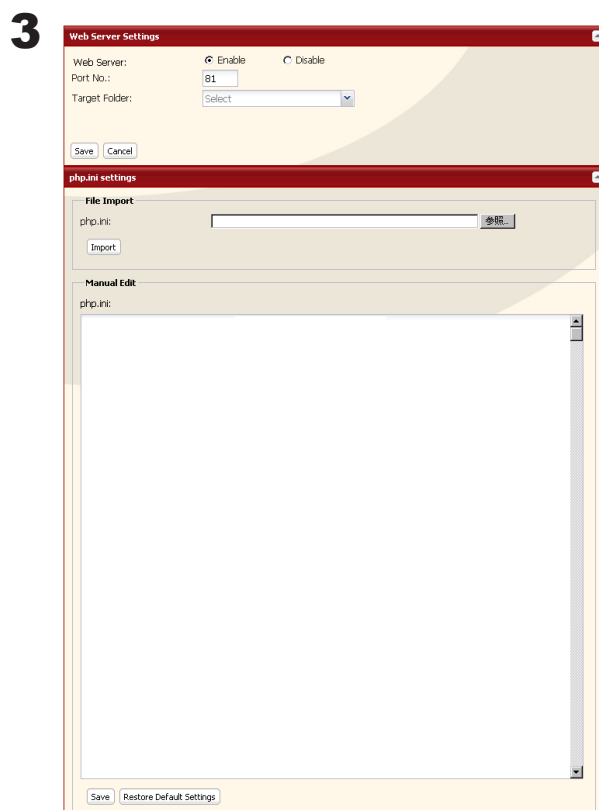 3
Web Server Settings
Web Server: Enable Disable
Port No.: 81
Target Folder: Select
Save Cancel
php.ini settings
File Import
php.ini: 参照...
Import
Manual Edit
php.ini:
Save Restore Default Settings